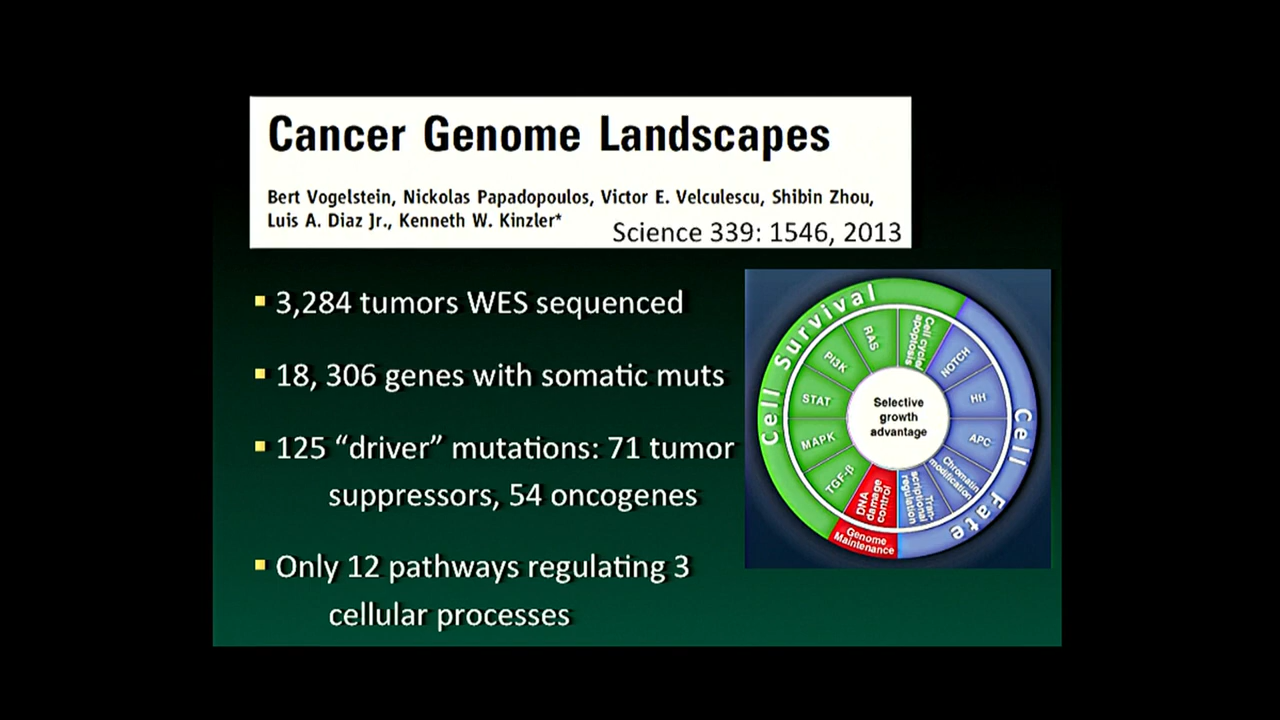 Cancer Genome Landscapes
Bert Vogelstein, Nickolas Papadopoulos, Victor E. Velculescu, Shibin Zhou,
Luis A. Diaz Jr., Kenneth W. Kinzler*
Science 339: 1546, 2013
3,284 tumors WES sequenced
18, 306 genes with somatic muts
125 “driver” mutations: 71 tumor
suppressors, 54 oncogenes
Only 12 pathways regulating 3
cellular processes
Cell Survival
Cell Fate
Genome
Maintenance
Cell cycle/
apoptosis
NOTCH
HH
APC
Chromatin
modification
Tran-
scriptional
regulation
DNA
damage
control
TGF-β
MAPK
STAT
PI3K
RAS
Selective
growth
advantage